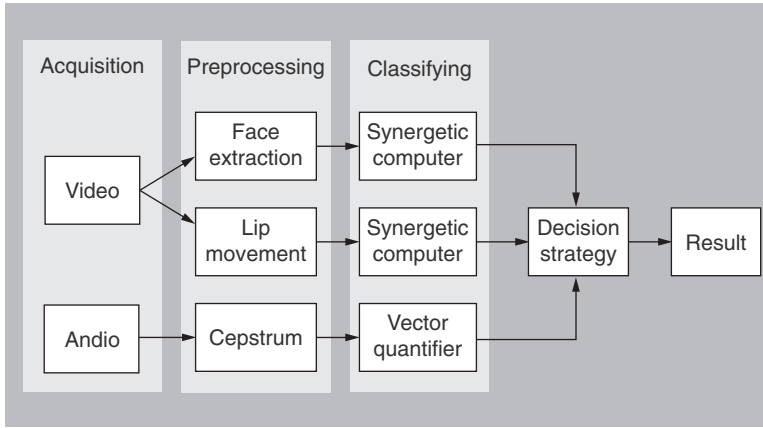 Acquisition
Preprocessing
Classifying
Video
Face
extraction
Synergetic
computer
Lip
movement
Synergetic
computer
Decision
strategy
Result
Andio
Cepstrum
Vector
quantifier